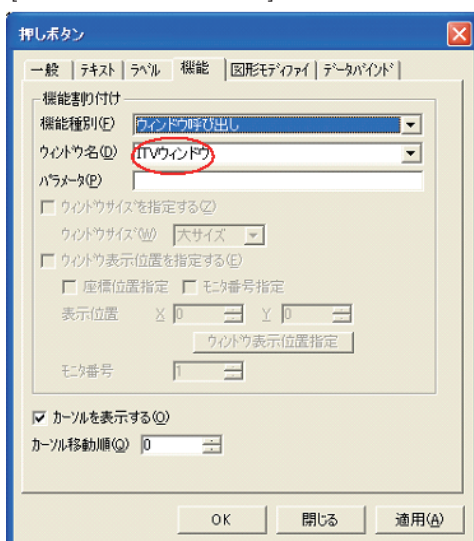 押しボタン
一般 テキスト ラベル 機能 図形モディファイ データバインド
機能割り付け
機能種別(F) ウィンドウ呼び出し
ウィンドウ名(D) ITVウィンドウ
パラメータ(P)
ウィンドウサイズを指定する(Z)
ウィンドウサイズ(W) 大サイズ
ウィンドウ表示位置を指定する(E)
座標位置指定 モニタ番号指定
表示位置 X 0 Y 0
ウィンドウ表示位置指定
モニタ番号 1
カーソルを表示する(O)
カーソル移動順(Q) 0
OK 閉じる 適用(A)